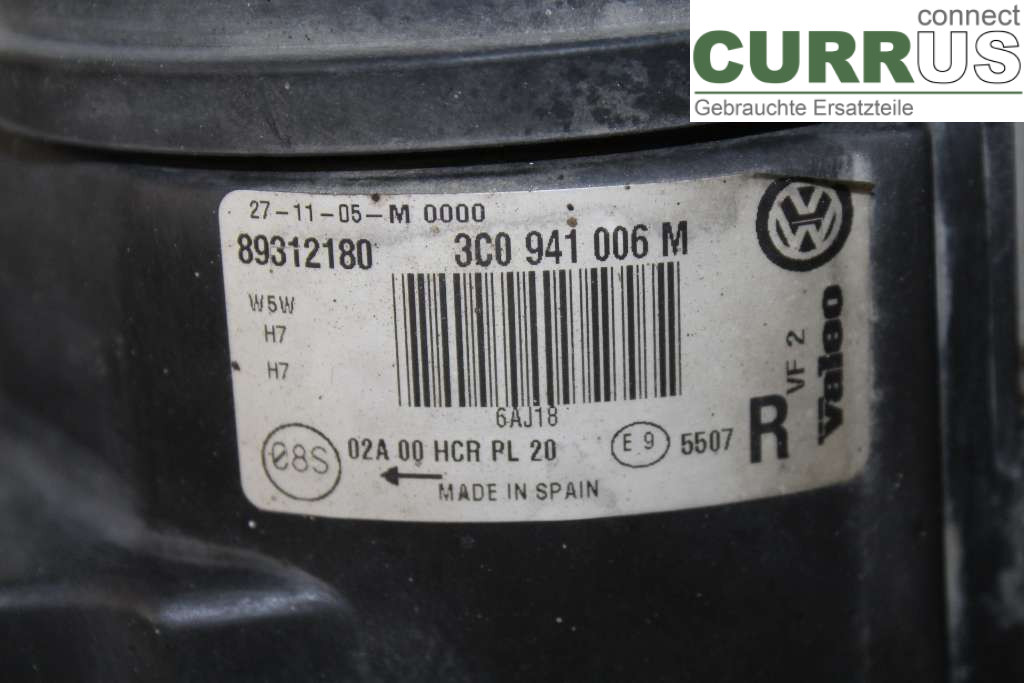 connect
CURRUS
Gebrauchte Ersatzteile
27-11-05-M 0000
89312180 3C0 941 006 M
W5W
H7
H7
6AJ18
VF 2
Valeo
R
08S 02A 00 HCR PL 20 E 9 5507
MADE IN SPAIN